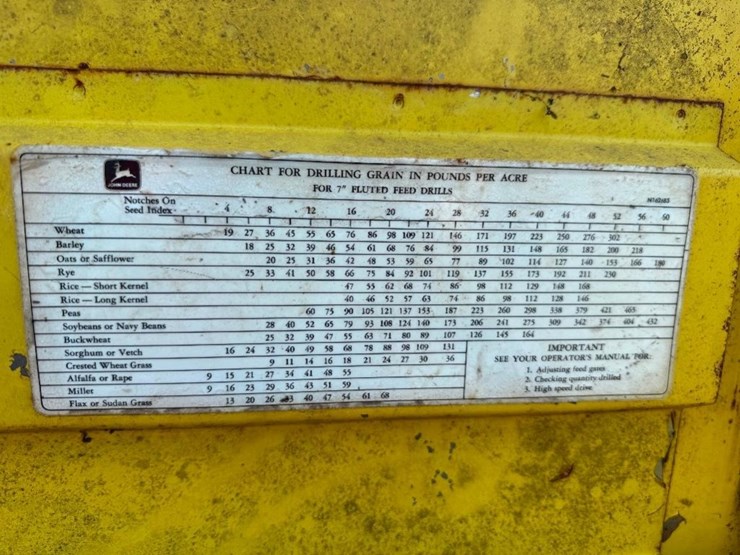 JOHN DEERE
CHART FOR DRILLING GRAIN IN POUNDS PER ACRE
FOR 7" FLUTED FEED DRILLS
Notches On
Seed Index 4 8 12 16 20 24 28 32 36 40 44 48 52 56 60
Wheat 19 27 36 45 55 65 76 86 98 109 121 146 171 197 223 250 276 302
Barley 18 25 32 39 46 54 61 68 76 84 99 115 131 148 165 182 200 218
Oats or Safflower 20 25 31 36 42 48 53 59 65 77 89 102 114 127 140 153 166 180
Rye 25 33 41 50 58 66 75 84 92 101 119 137 155 173 192 211 230
Rice — Short Kernel 47 55 62 68 74 86 98 112 129 148 168
Rice — Long Kernel 40 46 52 57 63 74 86 98 112 128 146
Peas 60 75 90 105 121 137 153 187 223 260 298 338 379 421 465
Soybeans or Navy Beans 28 40 52 65 79 93 108 124 140 173 206 241 275 309 342 374 404 432
Buckwheat 25 32 39 47 55 63 71 80 89 107 126 145 164
Sorghum or Vetch 16 24 32 40 49 58 68 78 88 98 109 131
Crested Wheat Grass 9 11 14 16 18 21 24 27 30 36
Alfalfa or Rape 9 15 21 27 34 41 48 55
Millet 9 16 23 29 36 43 51 59
Flax or Sudan Grass 13 20 26 33 40 47 54 61 68
IMPORTANT
SEE YOUR OPERATOR'S MANUAL FOR:
1. Adjusting feed gates
2. Checking quantity drilled
3. High speed drive